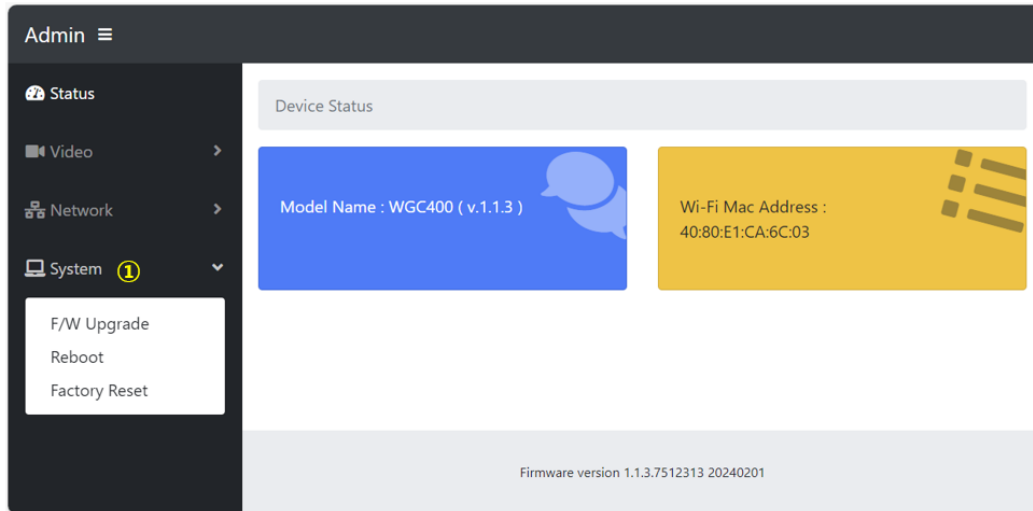 Admin
Status
Video
Network
System ①
F/W Upgrade
Reboot
Factory Reset
Device Status
Model Name : WGC400 ( v.1.1.3 )
Wi-Fi Mac Address :
40:80:E1:CA:6C:03
Firmware version 1.1.3.7512313 20240201